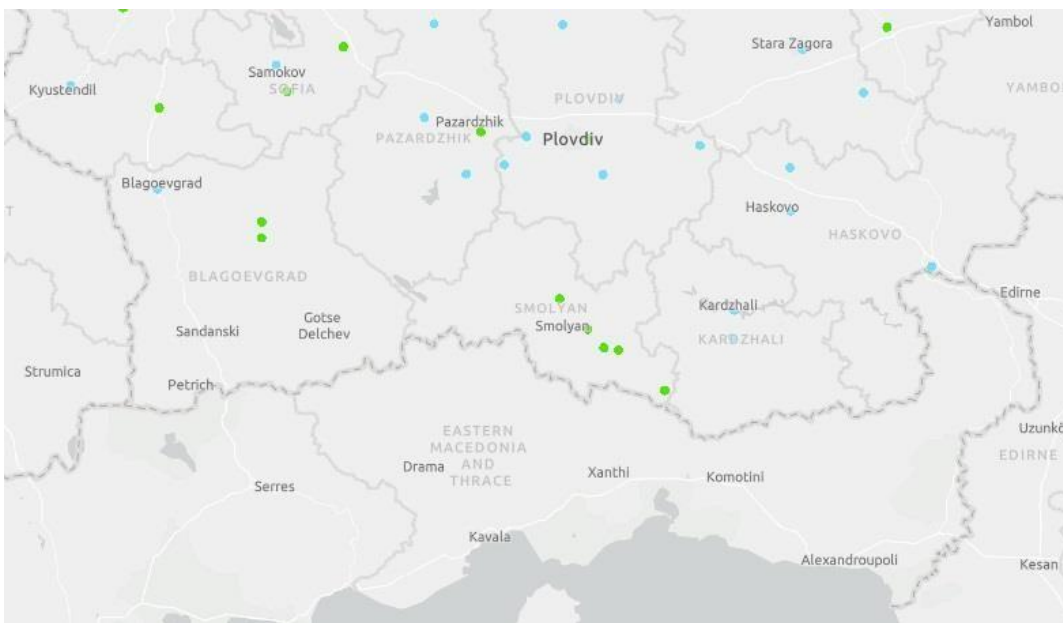 Yambol
Stara Zagora
Samokov
SOFIA
Kyustendil
YAMBO
PLOVDIV
Pazardzhik
PAZARDZHIK
Plovdiv
Blagoevgrad
T
Haskovo
HASKOVO
BLAGOEVGRAD
Edirne
SMOLYAN
Kardzhali
Gotse
Delchev
Sandanski
Smolyan
KARDZHALI
Strumica
Petrich
EASTERN
MACEDONIA
AND
THRACE
Uzunkö
EDIRNE
Drama
Xanthi
Komotini
Serres
Kavala
Alexandroupoli
Kesan